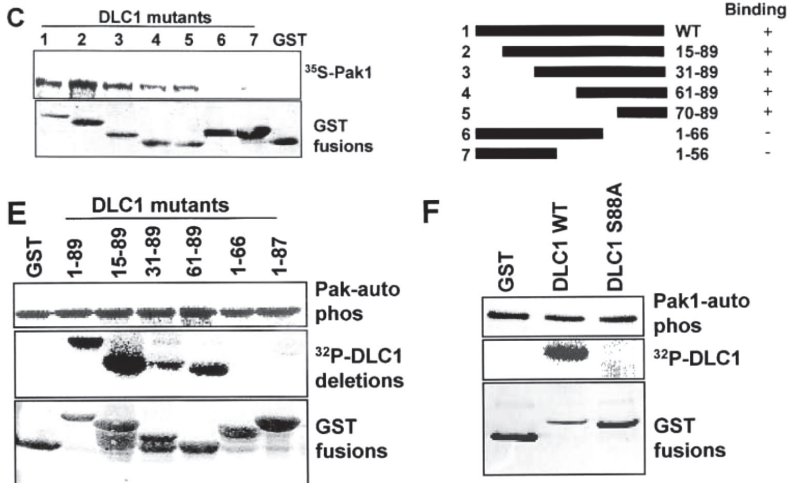 C
DLC1 mutants
1 2 3 4 5 6 7 GST
35S-Pak1
GST
fusions
Binding
1 WT +
2 15-89 +
3 31-89 +
4 61-89 +
5 70-89 +
6 1-66 -
7 1-56 -
E
DLC1 mutants
GST 1-89 15-89 31-89 61-89 1-66 1-87
Pak-auto
phos
32P-DLC1
deletions
GST
fusions
F
GST DLC1 WT DLC1 S88A
Pak1-auto
phos
32P-DLC1
GST
fusions